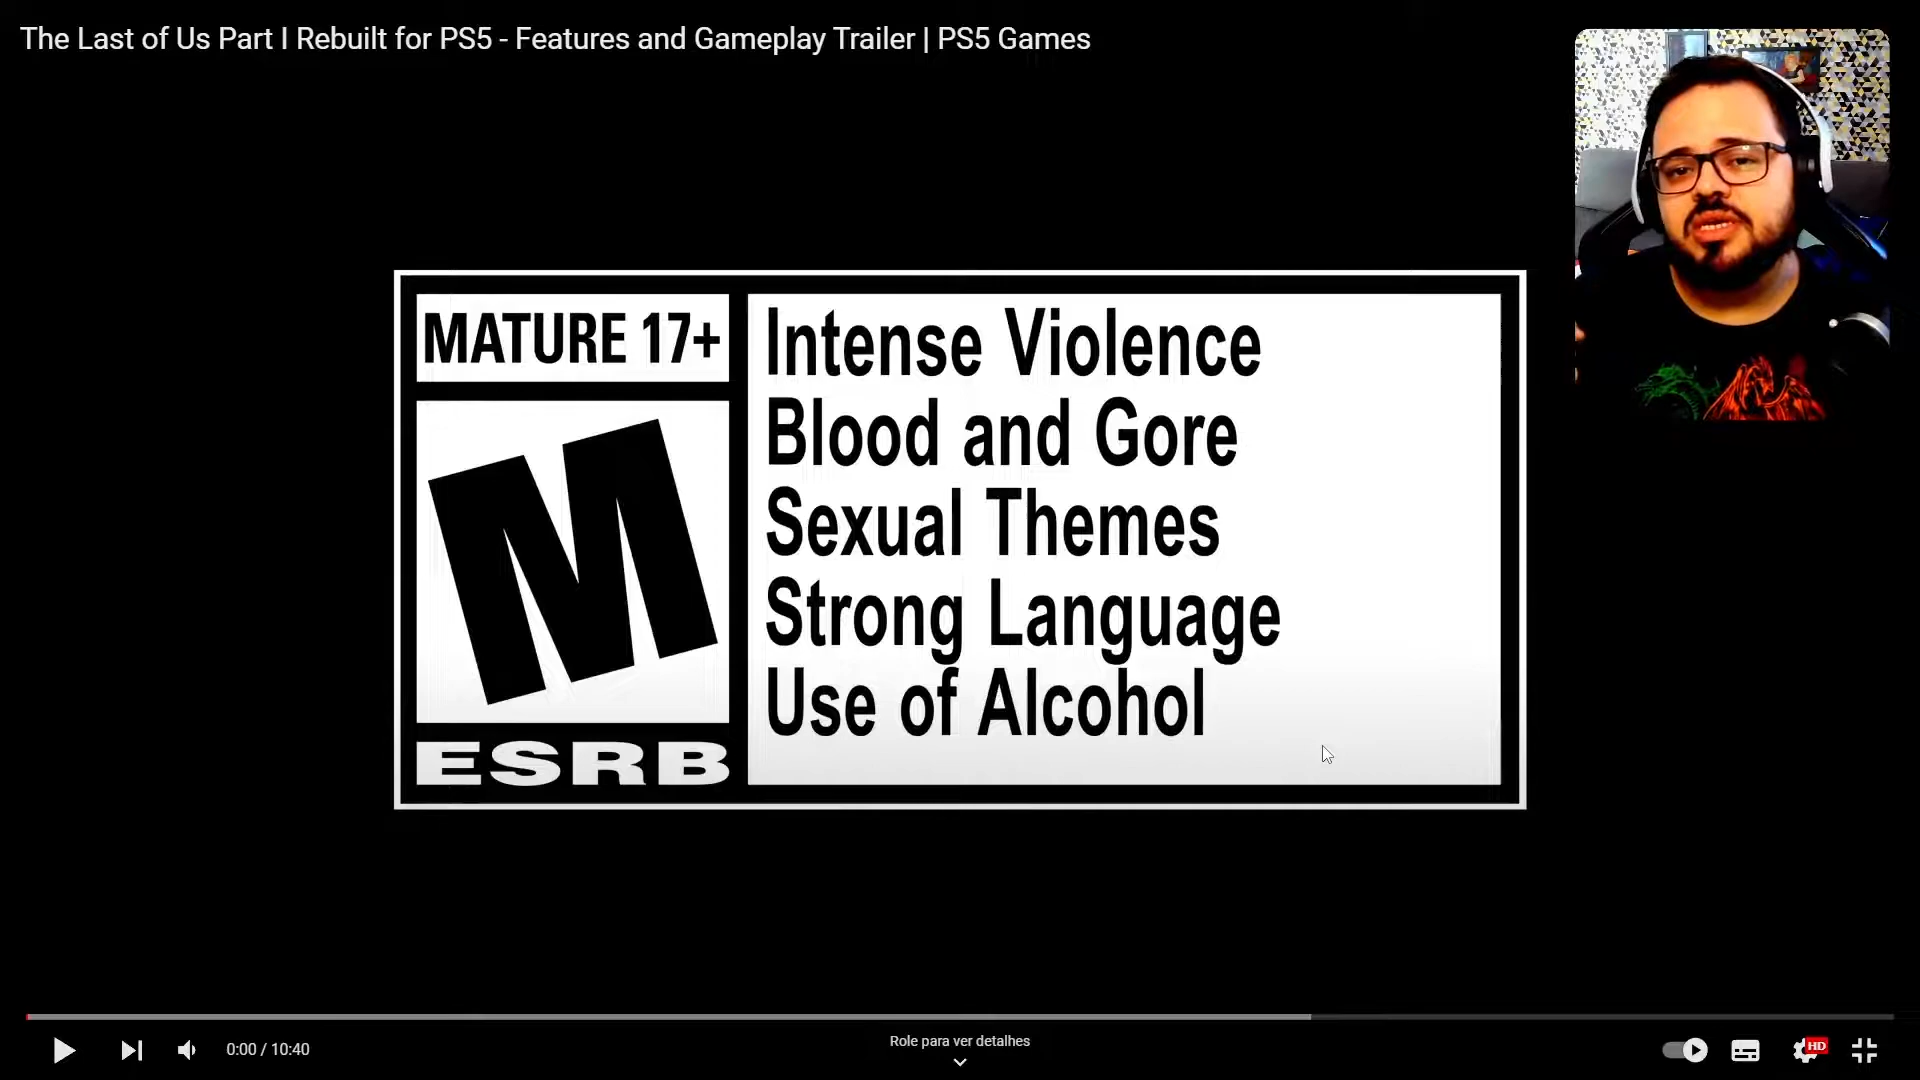 The Last of Us Part I Rebuilt for PS5 - Features and Gameplay Trailer | PS5 Games
MATURE 17+
M
ESRB
Intense Violence
Blood and Gore
Sexual Themes
Strong Language
Use of Alcohol
0:00 / 10:40
Role para ver detalhes
HD